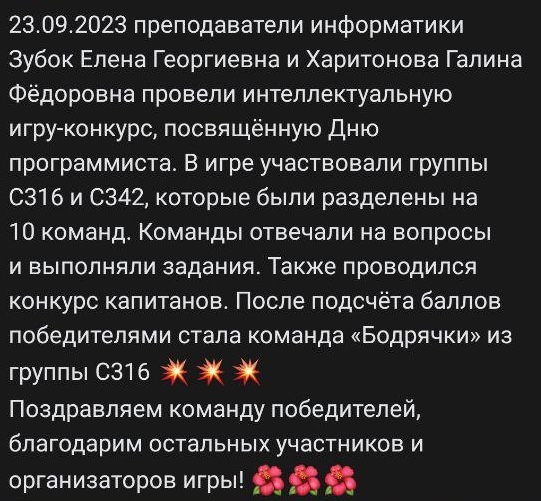 23.09.2023 преподаватели информатики
Зубок Елена Георгиевна и Харитонова Галина
Фёдоровна провели интеллектуальную
игру-конкурс, посвящённую Дню
программиста. В игре участвовали группы
С316 и С342, которые были разделены на
10 команд. Команды отвечали на вопросы
и выполняли задания. Также проводился
конкурс капитанов. После подсчёта баллов
победителями стала команда «Бодрячки» из
группы С316 💥 💥 💥
Поздравляем команду победителей,
благодарим остальных участников и
организаторов игры! 🌺🌺🌺